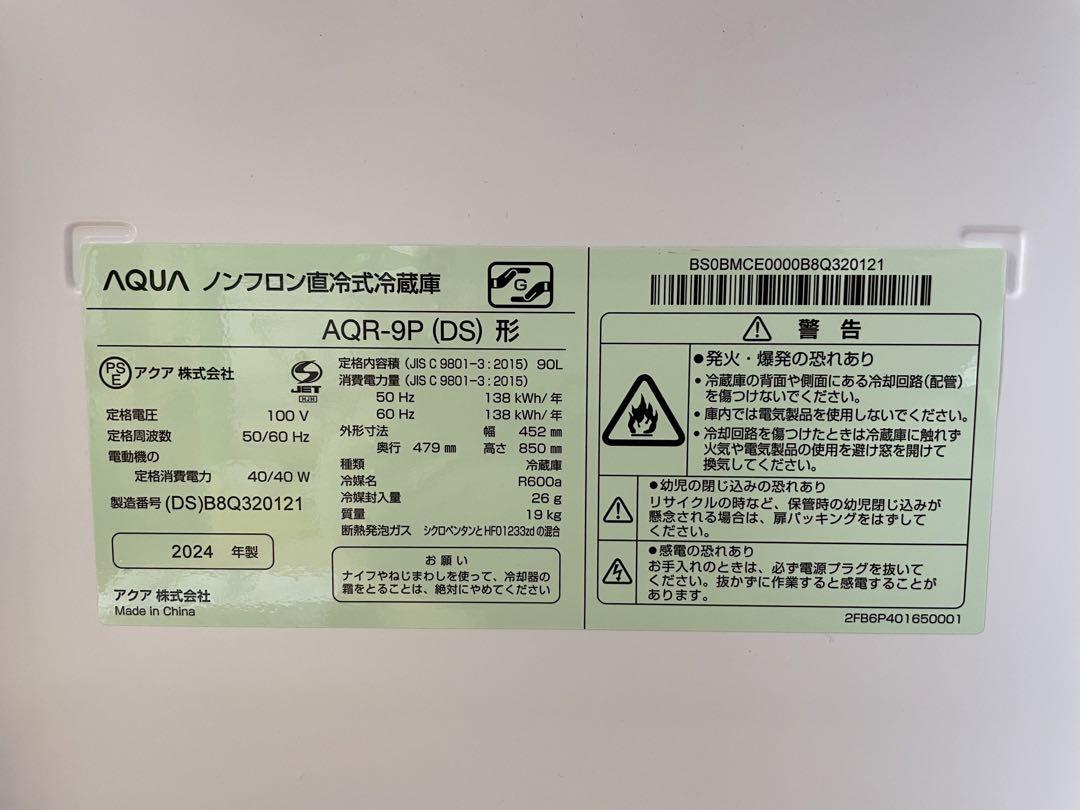 AQUA ノンフロン直冷式冷蔵庫
G
AQR-9P (DS) 形
PS
E
アクア 株式会社
JET
定格電圧 100 V
定格周波数 50/60 Hz
電動機の
定格消費電力 40/40 W
製造番号 (DS)B8Q320121
2024 年製
アクア 株式会社
Made in China
定格内容積 (JIS C 9801-3:2015) 90L
消費電力量 (JIS C 9801-3:2015)
50 Hz 138 kWh/年
60 Hz 138 kWh/年
外形寸法 幅 452 mm
奥行 479 mm 高さ 850 mm
種類 冷蔵庫
冷媒名 R600a
冷媒封入量 26 g
質量 19 kg
断熱発泡ガス シクロペンタンとHFO1233zdの混合
お願い
ナイフやねじまわしを使って、冷却器の
霜をとることは、絶対にやめてください
BS0BMCE0000B8Q320121
警告
●発火・爆発の恐れあり
・冷蔵庫の背面や側面にある冷却回路(配管)
を傷つけないでください。
・庫内では電気製品を使用しないでください。
・冷却回路を傷つけたときは冷蔵庫に触れず
火気や電気製品の使用を避け窓を開けて
換気してください。
●幼児の閉じ込みの恐れあり
リサイクルの時など、保管時の幼児閉じ込みが
懸念される場合は、扉パッキングをはずして
ください。
●感電の恐れあり
お手入れのときは、必ず電源プラグを抜いて
ください。抜かずに作業すると感電することが
あります。
2FB6P401650001